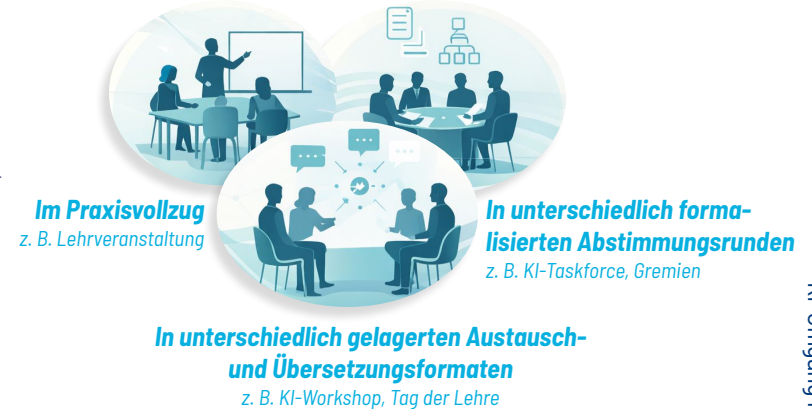 Im Praxisvollzug
z. B. Lehrveranstaltung
In unterschiedlich forma-
lisierten Abstimmungsrunden
z. B. KI-Taskforce, Gremien
In unterschiedlich gelagerten Austausch-
und Übersetzungsformaten
z. B. KI-Workshop, Tag der Lehre